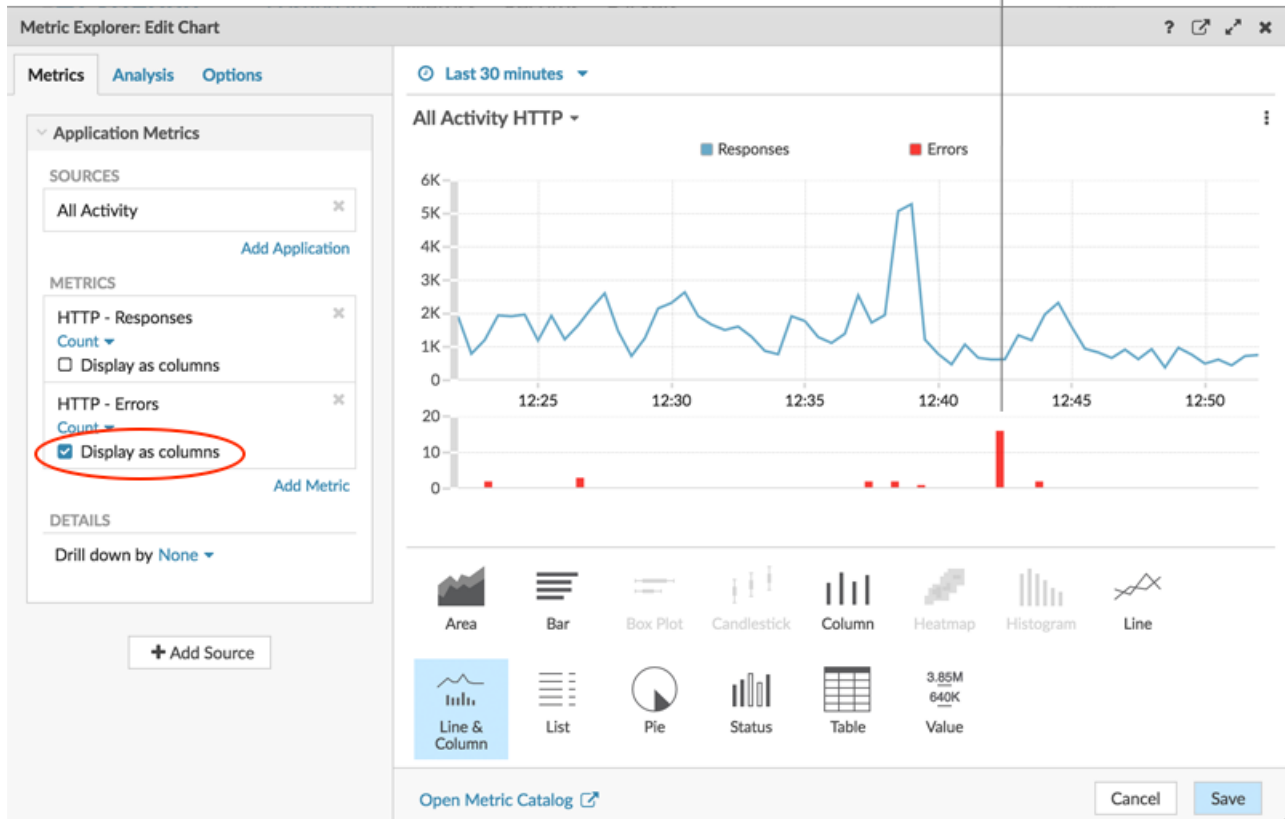 Metric Explorer: Edit Chart
?
Metrics
Analysis
Options
Application Metrics
SOURCES
All Activity
Add Application
METRICS
HTTP - Responses
Count
Display as columns
HTTP - Errors
Count
Display as columns
Add Metric
DETAILS
Drill down by None
+ Add Source
Last 30 minutes
All Activity HTTP
Responses
Errors
6K
5K
4K
3K
2K
1K
0
12:25
12:30
12:35
12:40
12:45
12:50
20
10
0
Area
Bar
Box Plot
Candlestick
Column
Heatmap
Histogram
Line
Line &
Column
List
Pie
Status
Table
3.85M
640K
Value
Open Metric Catalog
Cancel
Save